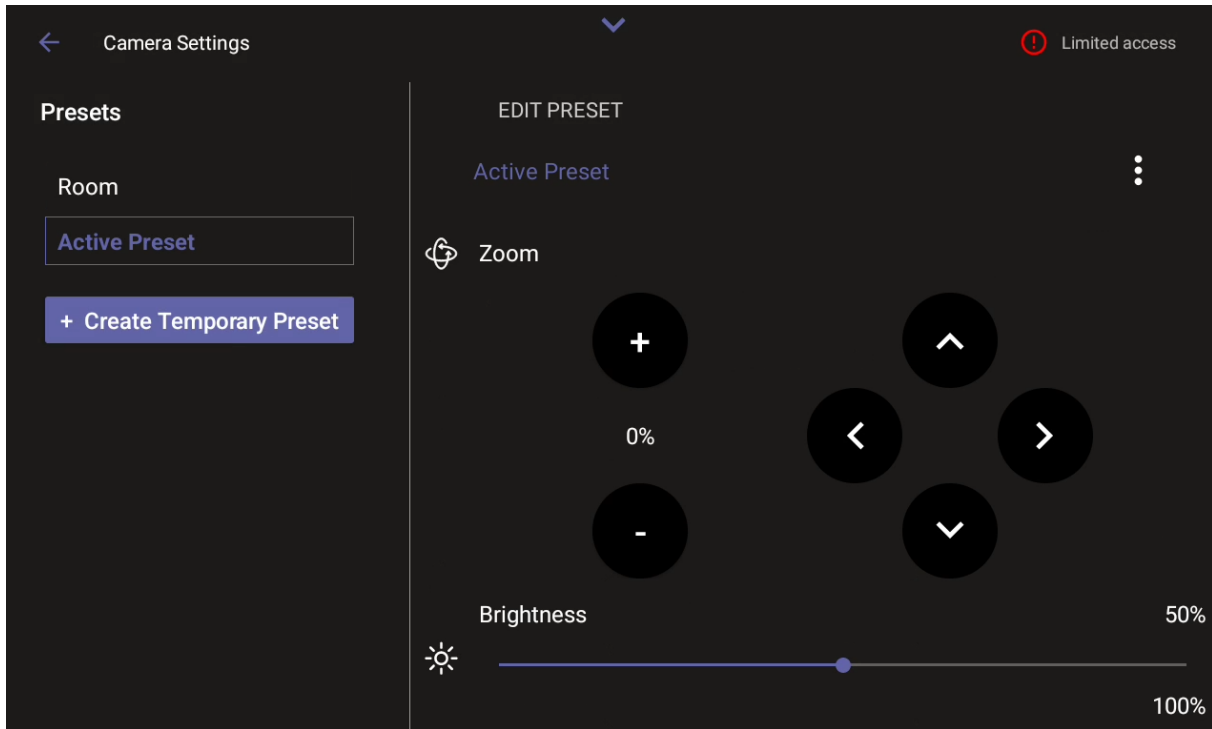 Camera Settings
Limited access
Presets
Room
Active Preset
+ Create Temporary Preset
EDIT PRESET
Active Preset
Zoom
+
0%
-
Brightness
50%
100%